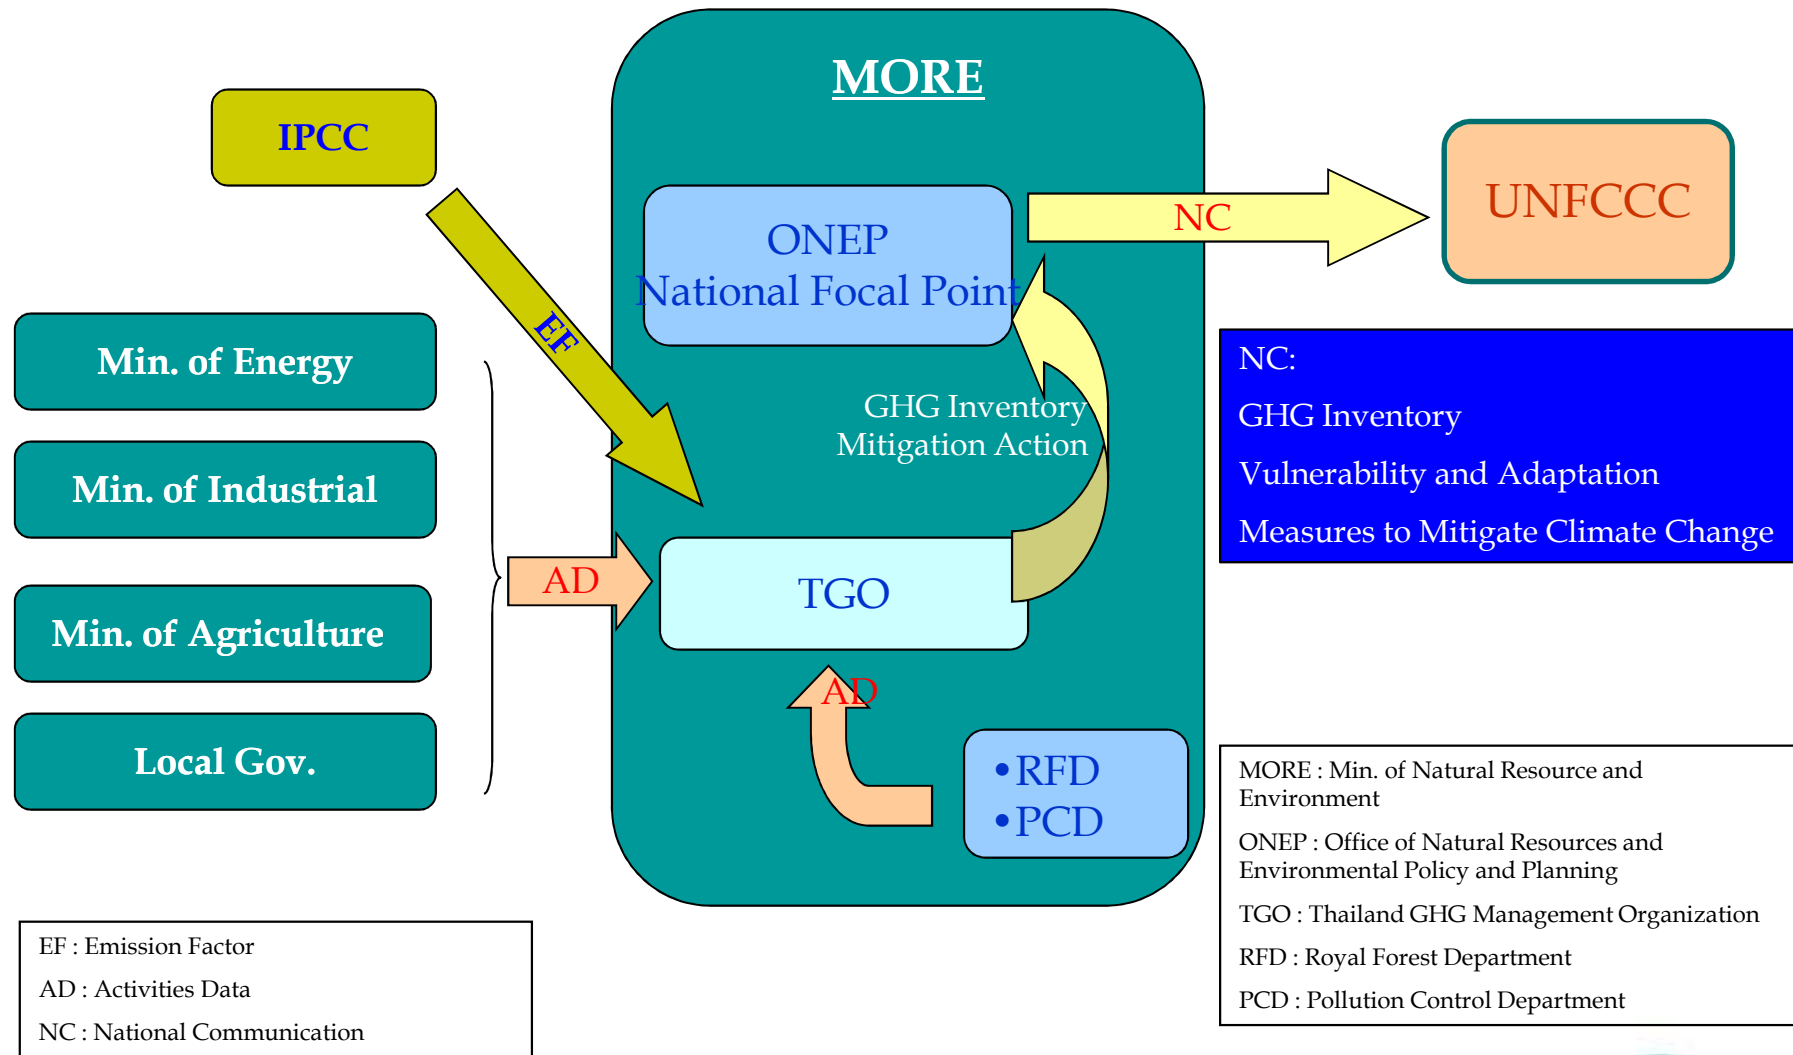 MORE
IPCC
EF
ONEP
National Focal Point
NC
UNFCCC
Min. of Energy
Min. of Industrial
Min. of Agriculture
Local Gov.
AD
GHG Inventory
Mitigation Action
TGO
AD
•RFD
•PCD
NC:
GHG Inventory
Vulnerability and Adaptation
Measures to Mitigate Climate Change
MORE : Min. of Natural Resource and
Environment
ONEP : Office of Natural Resources and
Environmental Policy and Planning
TGO : Thailand GHG Management Organization
RFD : Royal Forest Department
PCD : Pollution Control Department
EF : Emission Factor
AD : Activities Data
NC : National Communication